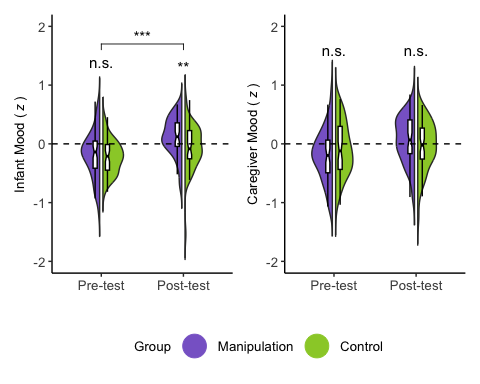 2
1
0
-1
-2
Infant Mood ( z )
***
n.s.
**
Pre-test
Post-test
2
1
0
-1
-2
Caregiver Mood ( z )
n.s.
n.s.
Pre-test
Post-test
Group
Manipulation
Control